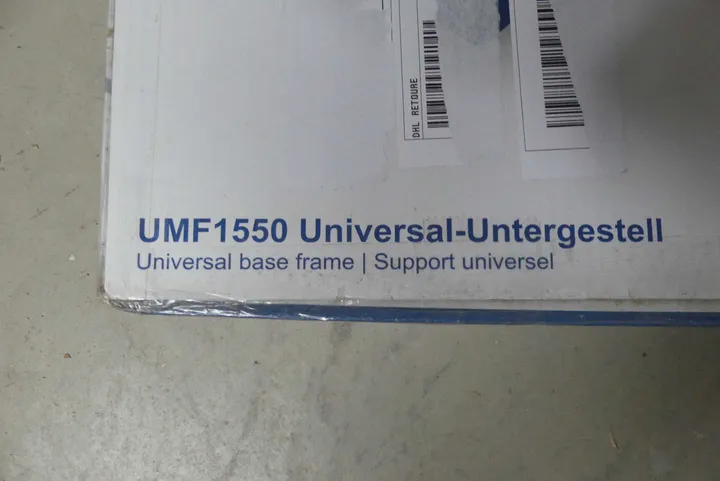 DHL RETOURE
UMF1550 Universal-Untergestell
Universal base frame | Support universel